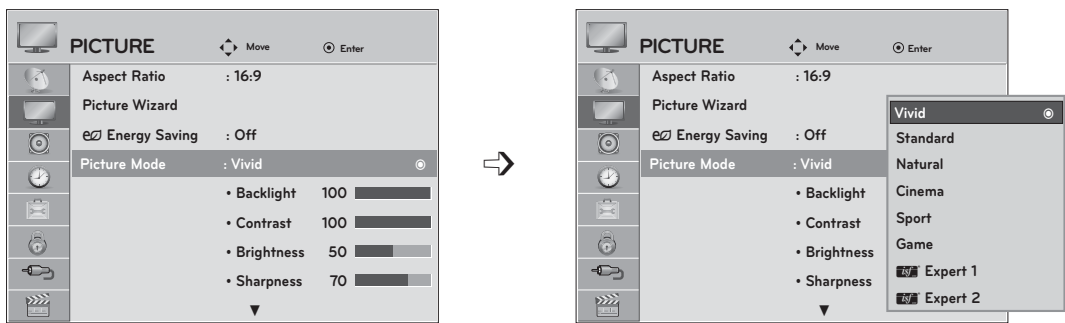 PICTURE Move Enter
Aspect Ratio : 16:9
Picture Wizard
Energy Saving : Off
Picture Mode : Vivid
• Backlight 100
• Contrast 100
• Brightness 50
• Sharpness 70
PICTURE Move Enter
Aspect Ratio : 16:9
Picture Wizard
Energy Saving : Off
Picture Mode : Vivid
• Backlight
• Contrast
• Brightness
• Sharpness
Vivid
Standard
Natural
Cinema
Sport
Game
isf Expert 1
isf Expert 2